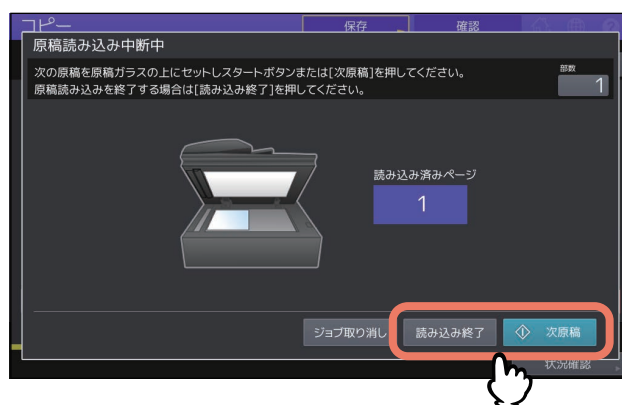 コピー
保存
確認
原稿読み込み中断中
次の原稿を原稿ガラスの上にセットしスタートボタンまたは[次原稿]を押してください。
原稿読み込みを終了する場合は[読み込み終了]を押してください。
部数
1
読み込み済みページ
1
ジョブ取り消し
読み込み終了
次原稿
状況確認